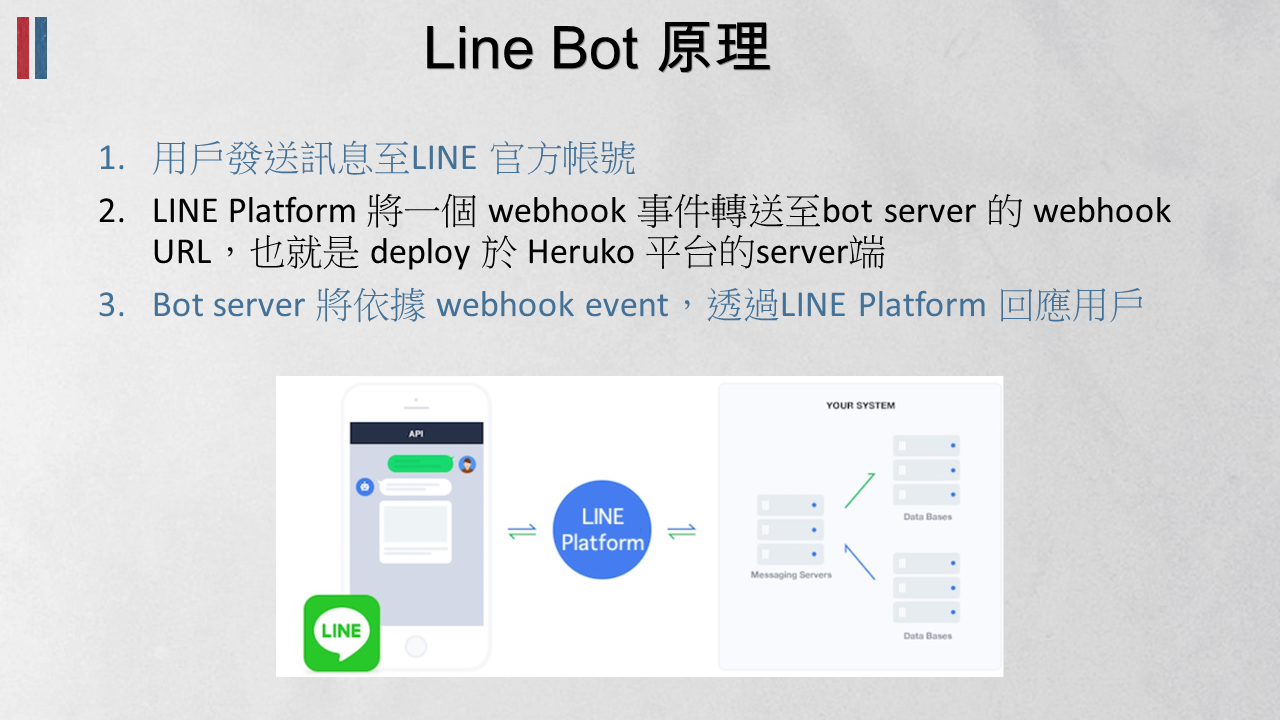 Line Bot 原理
1. 用戶發送訊息至LINE 官方帳號
2. LINE Platform 將一個 webhook 事件轉送至bot server 的 webhook
URL，也就是 deploy 於 Heruko 平台的server端
3. Bot server 將依據 webhook event，透過LINE Platform 回應用戶
API
LINE
LINE
Platform
YOUR SYSTEM
Messaging Servers
Data Bases
Data Bases